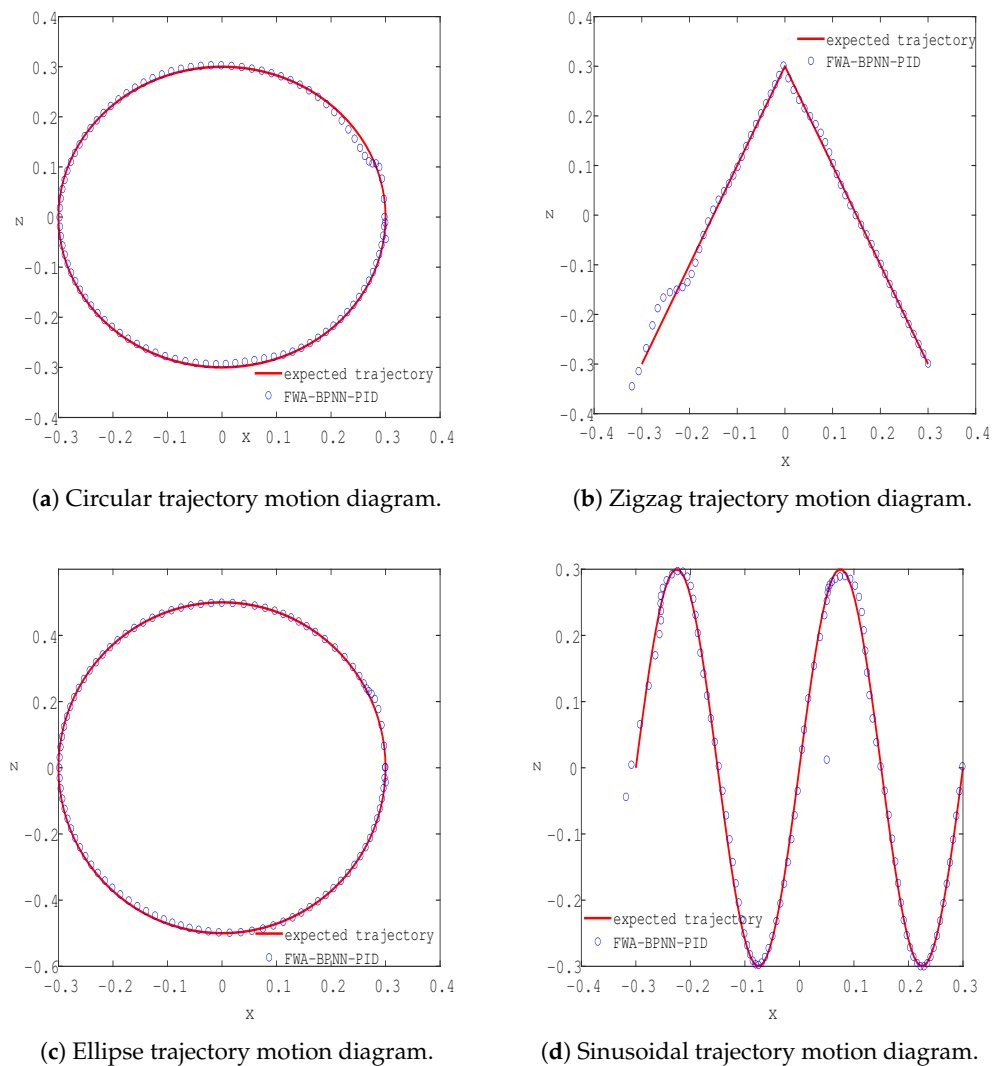 0.4
0.3
0.2
0.1
0
-0.1
-0.2
-0.3
-0.4
z
-0.3 -0.2 -0.1 0 0.1 0.2 0.3 0.4
X
expected trajectory
FWA-BPNN-PID
(a) Circular trajectory motion diagram.
0.4
0.3
0.2
0.1
0
-0.1
-0.2
-0.3
-0.4
z
-0.4 -0.3 -0.2 -0.1 0 0.1 0.2 0.3 0.4
X
expected trajectory
FWA-BPNN-PID
(b) Zigzag trajectory motion diagram.
0.4
0.2
0
-0.2
-0.4
-0.6
z
-0.3 -0.2 -0.1 0 0.1 0.2 0.3 0.4
X
expected trajectory
FWA-BPNN-PID
(c) Ellipse trajectory motion diagram.
0.3
0.2
0.1
0
-0.1
-0.2
-0.3
z
-0.4 -0.3 -0.2 -0.1 0 0.1 0.2 0.3
X
expected trajectory
FWA-BPNN-PID
(d) Sinusoidal trajectory motion diagram.